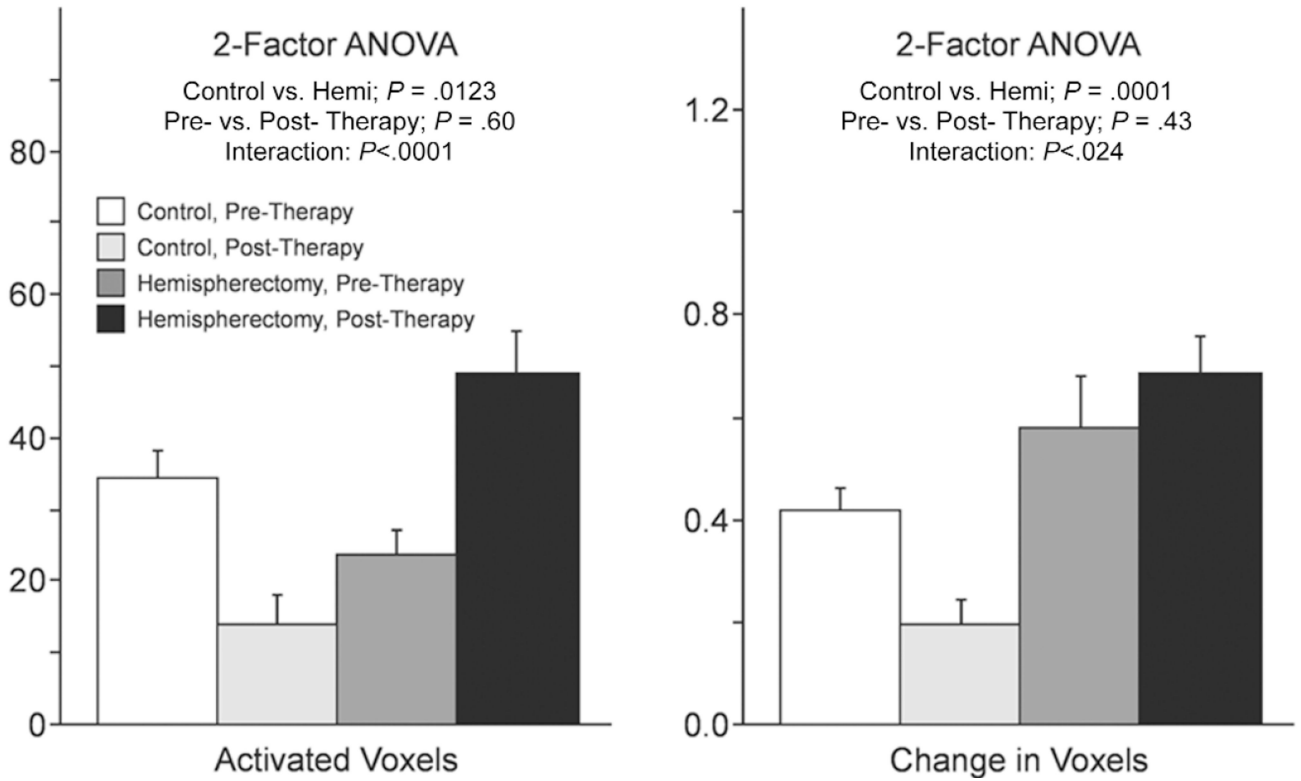 2-Factor ANOVA
Control vs. Hemi; P = .0123
Pre- vs. Post- Therapy; P = .60
Interaction: P<.0001
80
60
40
20
0
Control, Pre-Therapy
Control, Post-Therapy
Hemispherectomy, Pre-Therapy
Hemispherectomy, Post-Therapy
Activated Voxels
2-Factor ANOVA
Control vs. Hemi; P = .0001
Pre- vs. Post- Therapy; P = .43
Interaction: P<.024
1.2
0.8
0.4
0.0
Change in Voxels